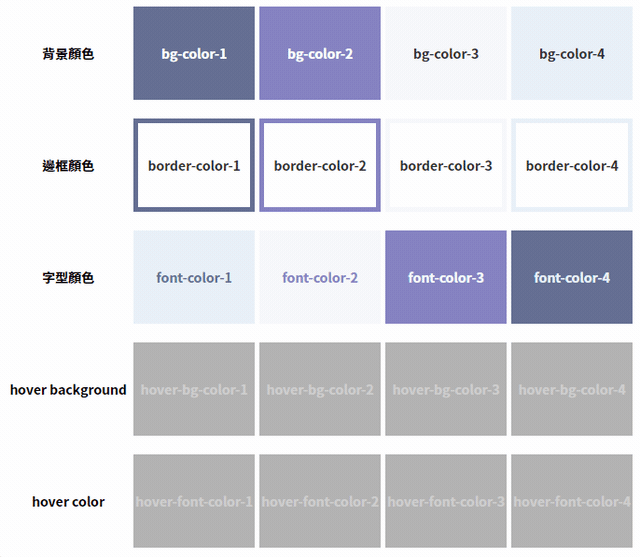 背景顏色 bg-color-1 bg-color-2 bg-color-3 bg-color-4
邊框顏色 border-color-1 border-color-2 border-color-3 border-color-4
字型顏色 font-color-1 font-color-2 font-color-3 font-color-4
hover background hover-bg-color-1 hover-bg-color-2 hover-bg-color-3 hover-bg-color-4
hover color hover-font-color-1 hover-font-color-2 hover-font-color-3 hover-font-color-4